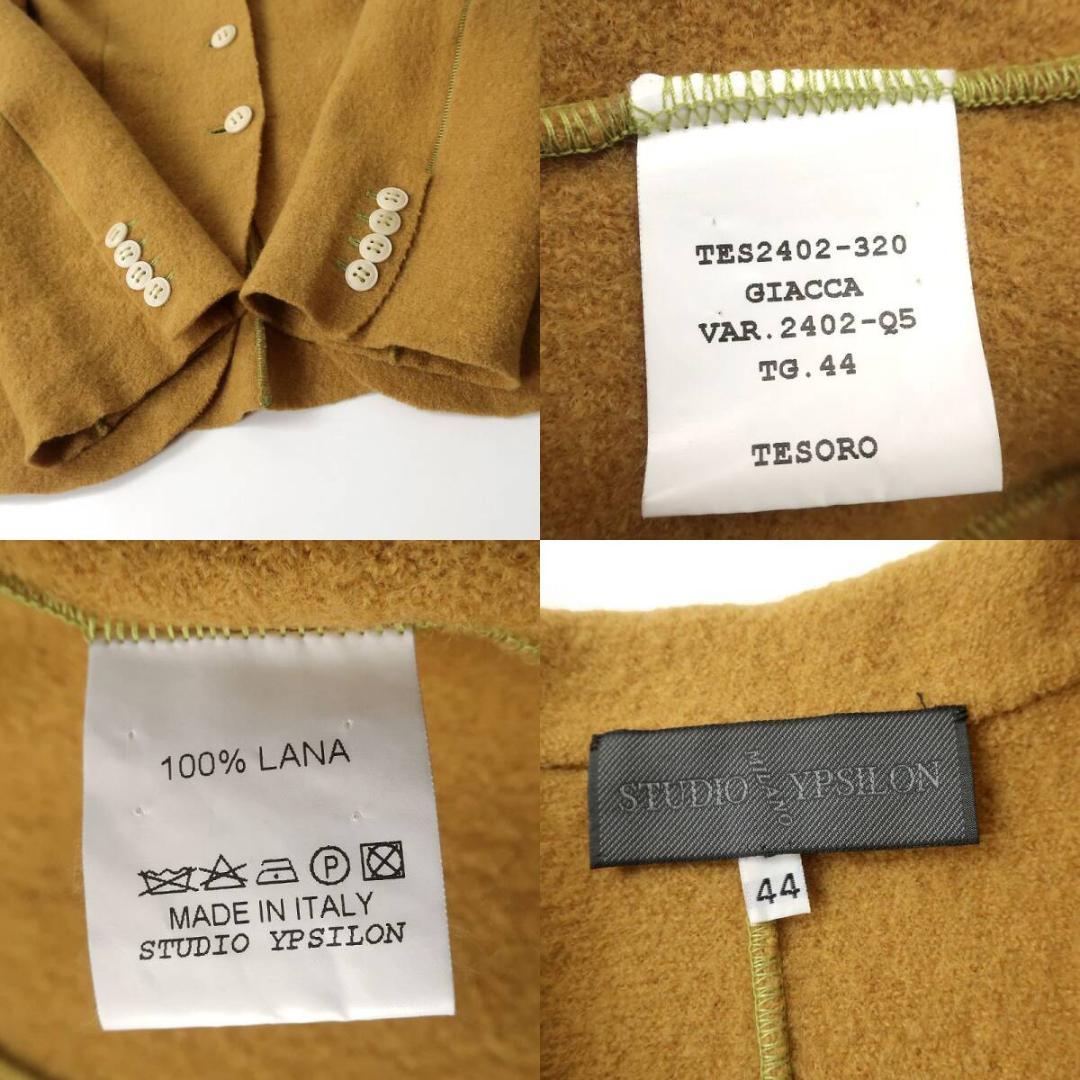 TES2402-320
GIACCA
VAR.2402-Q5
TG.44
TESORO
100% LANA
P
MADE IN ITALY
STUDIO YPSILON
STUDIO MILANO YPSILON
44